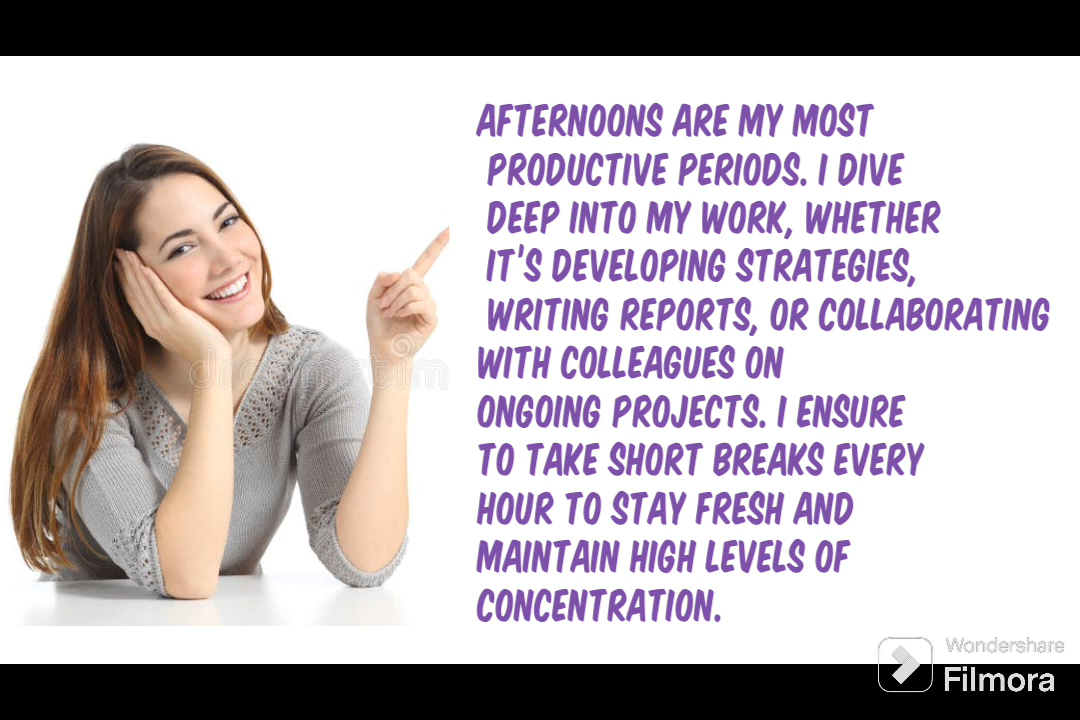 AFTERNOONS ARE MY MOST
PRODUCTIVE PERIODS. I DIVE
DEEP INTO MY WORK, WHETHER
IT'S DEVELOPING STRATEGIES,
WRITING REPORTS, OR COLLABORATING
WITH COLLEAGUES ON
ONGOING PROJECTS. I ENSURE
TO TAKE SHORT BREAKS EVERY
HOUR TO STAY FRESH AND
MAINTAIN HIGH LEVELS OF
CONCENTRATION.
dreamstime
Wondershare
Filmora